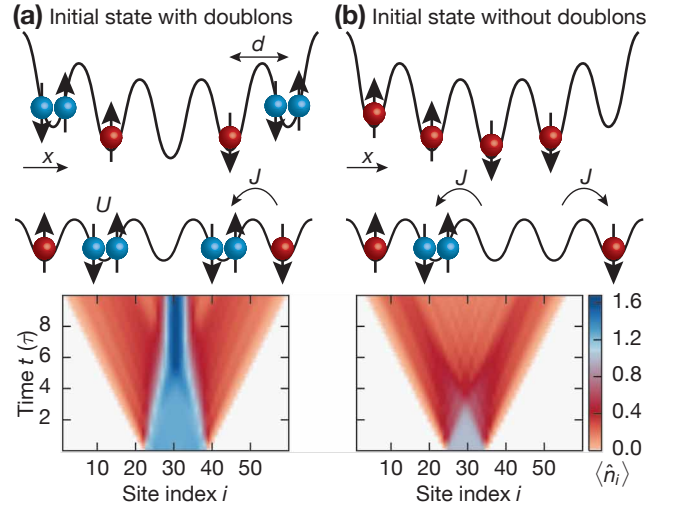 (a) Initial state with doublons
d
x
U
J
Time t (τ)
8
6
4
2
10 20 30 40 50
Site index i
(b) Initial state without doublons
x
J
J
10 20 30 40 50
Site index i
1.6
1.2
0.8
0.4
0.0
⟨n̂ᵢ⟩